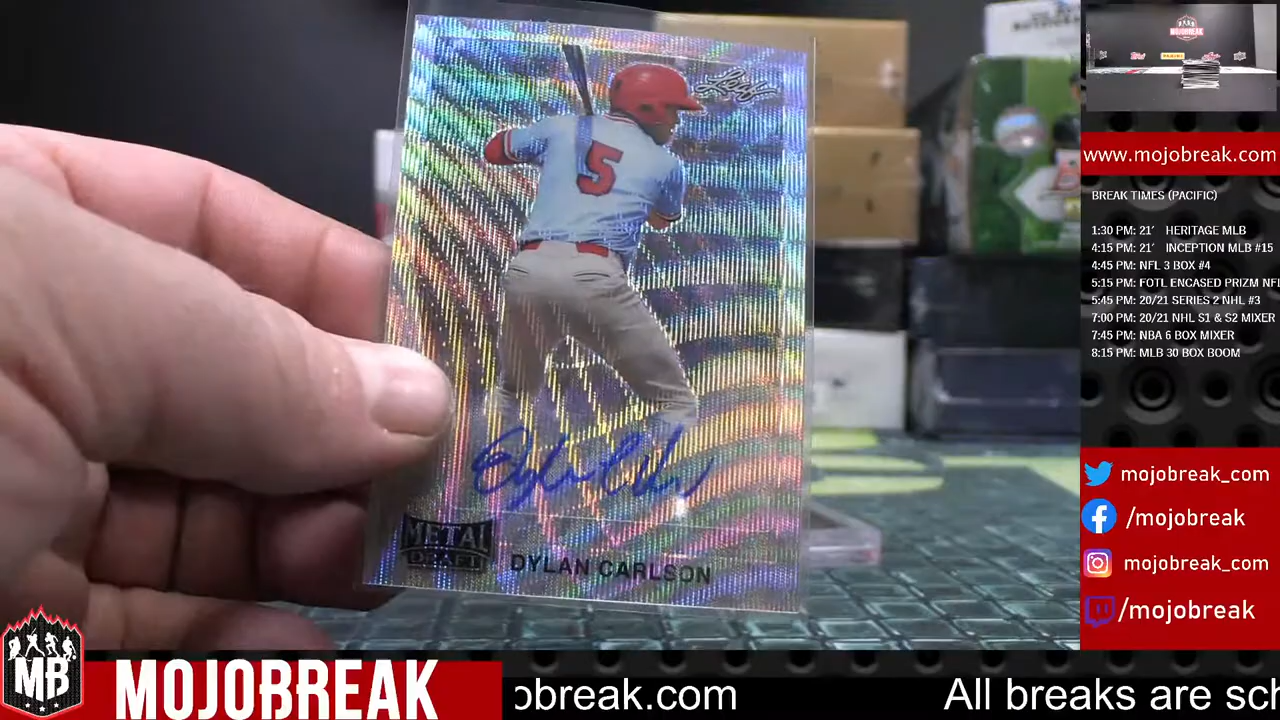 Leaf
5
METAL
DRAFT
DYLAN CARLSON
MOJOBREAK
www.mojobreak.com
BREAK TIMES (PACIFIC)
1:30 PM: 21' HERITAGE MLB
4:15 PM: 21' INCEPTION MLB #15
4:45 PM: NFL 3 BOX #4
5:15 PM: FOTL ENCASED PRIZM NFL
5:45 PM: 20/21 SERIES 2 NHL #3
7:00 PM: 20/21 NHL S1 & S2 MIXER
7:45 PM: NBA 6 BOX MIXER
8:15 PM: MLB 30 BOX BOOM
mojobreak_com
/mojobreak
mojobreak_com
/mojobreak
MB
MOJOBREAK
obreak.com
All breaks are sch